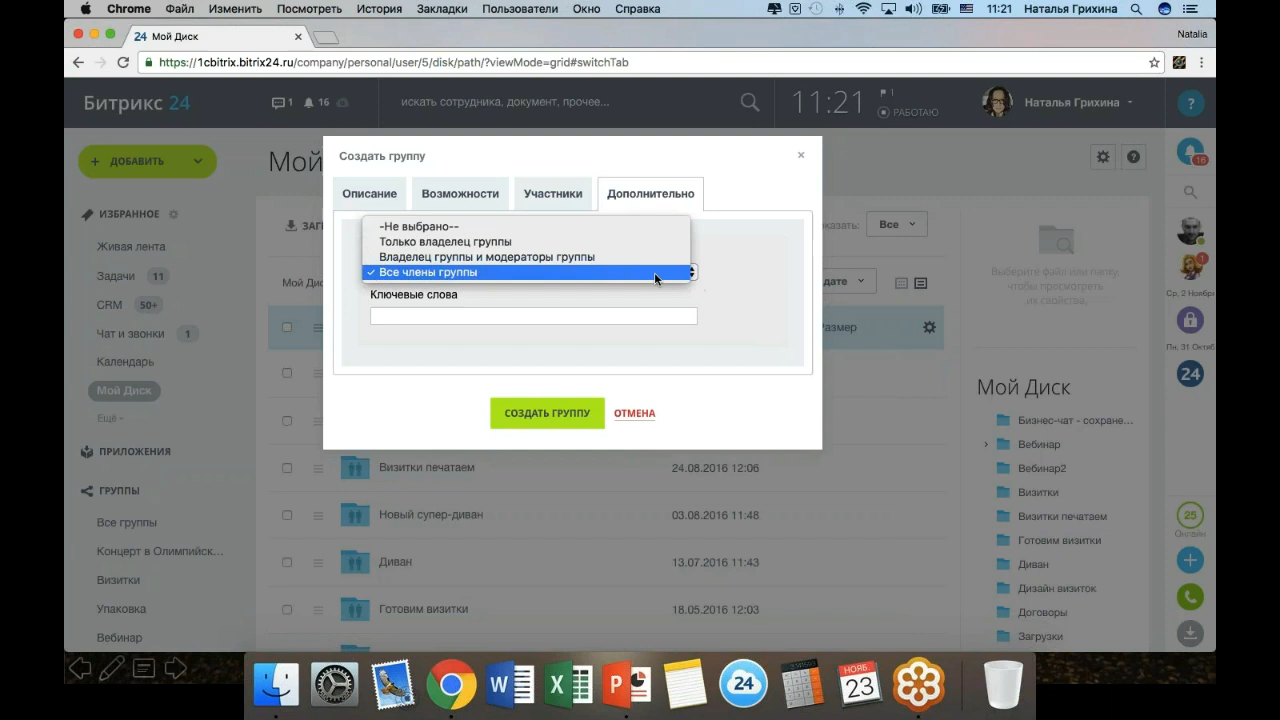 Chrome Файл Изменить Посмотреть История Закладки Пользователи Окно Справка 11:21 Наталья Грихина
24 Мой Диск
Natalia
https://1cbitrix.bitrix24.ru/company/personal/user/5/disk/path/?viewMode=grid#switchTab
Битрикс 24
1 16
искать сотрудника, документ, прочее...
11:21 1
РАБОТАЮ
Наталья Грихина
?
+ ДОБАВИТЬ
Мой
ИЗБРАННОЕ
Живая лента
Задачи 11
CRM 50+
Чат и звонки 1
Календарь
Мой Диск
Ещё
ПРИЛОЖЕНИЯ
ГРУППЫ
Все группы
Концерт в Олимпийск...
Визитки
Упаковка
Вебинар
Создать группу
Описание Возможности Участники Дополнительно
-Не выбрано--
Только владелец группы
Владелец группы и модераторы группы
Все члены группы
Ключевые слова
СОЗДАТЬ ГРУППУ ОТМЕНА
Все
дате
Визитки печатаем 24.08.2016 12:06
Новый супер-диван 03.08.2016 11:48
Диван 13.07.2016 11:43
Готовим визитки 18.05.2016 12:03
Выберите файл или папку,
чтобы просмотреть
их свойства.
Мой Диск
Бизнес-чат - сохране...
Вебинар
Вебинар2
Визитки
Визитки печатаем
Готовим визитки
Диван
Дизайн визиток
Договоры
Загрузки
16
1
Ср, 2 Ноября
Пн, 31 Октяб
24
25
Онлайн
24
НОЯБ.
23